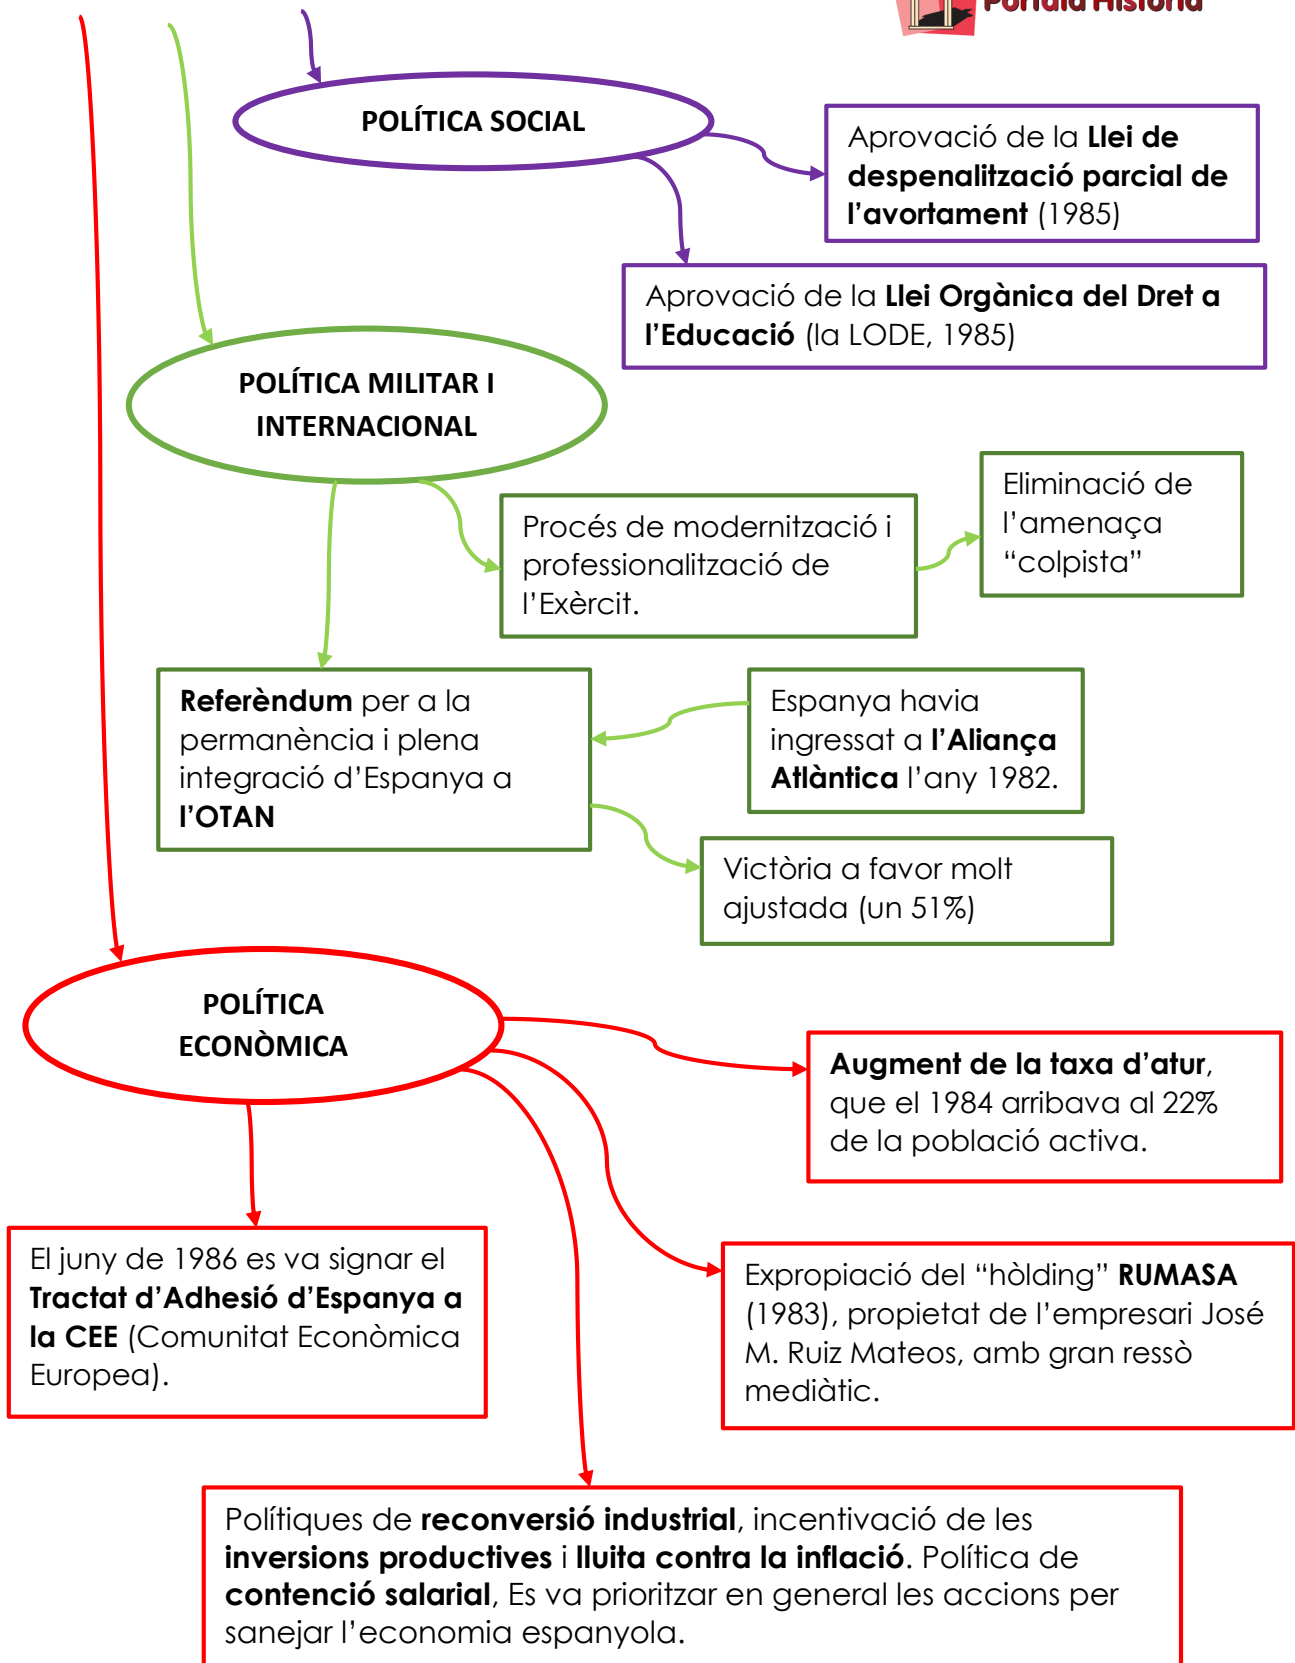 Portala Història
POLÍTICA SOCIAL
Aprovació de la Llei de
despenalització parcial de
l’avortament (1985)
Aprovació de la Llei Orgànica del Dret a
l’Educació (la LODE, 1985)
POLÍTICA MILITAR I
INTERNACIONAL
Procés de modernització i
professionalització de
l’Exèrcit.
Eliminació de
l’amenaça
“colpista”
Referèndum per a la
permanència i plena
integració d’Espanya a
l’OTAN
Espanya havia
ingressat a l’Aliança
Atlàntica l’any 1982.
Victòria a favor molt
ajustada (un 51%)
POLÍTICA
ECONÒMICA
Augment de la taxa d’atur,
que el 1984 arribava al 22%
de la població activa.
El juny de 1986 es va signar el
Tractat d’Adhesió d’Espanya a
la CEE (Comunitat Econòmica
Europea).
Expropiació del “hòlding” RUMASA
(1983), propietat de l’empresari José
M. Ruiz Mateos, amb gran ressò
mediàtic.
Polítiques de reconversió industrial, incentivació de les
inversions productives i lluita contra la inflació. Política de
contenció salarial, Es va prioritzar en general les accions per
sanejar l’economia espanyola.